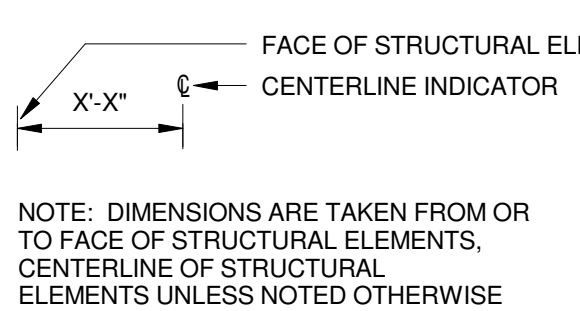 FACE OF STRUCTURAL
℄ CENTERLINE INDICATOR
X'-X"
NOTE: DIMENSIONS ARE TAKEN FROM OR
TO FACE OF STRUCTURAL ELEMENTS,
CENTERLINE OF STRUCTURAL
ELEMENTS UNLESS NOTED OTHERWISE